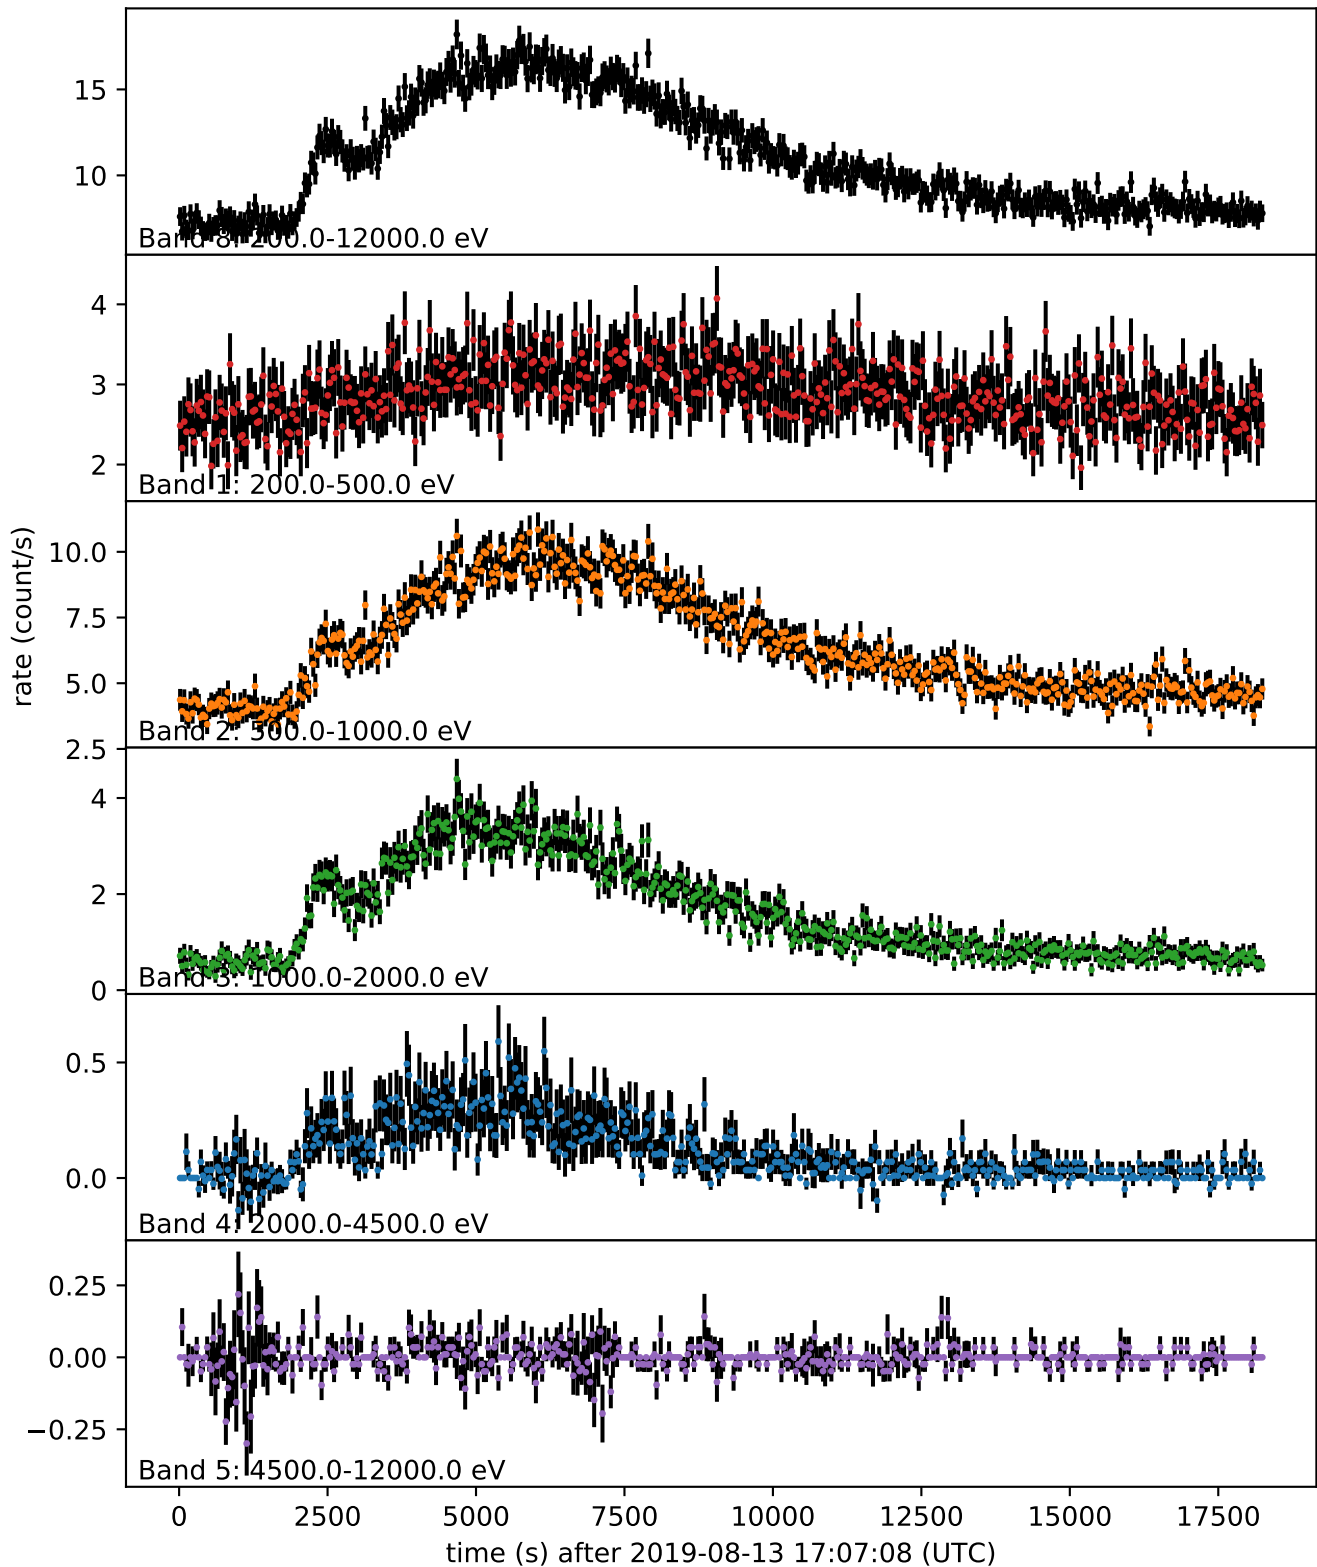 15
10
Band 8: 200.0-12000.0 eV
4
3
2
Band 1: 200.0-500.0 eV
10.0
7.5
5.0
2.5
Band 2: 500.0-1000.0 eV
rate (count/s)
4
2
0
Band 3: 1000.0-2000.0 eV
0.5
0.0
Band 4: 2000.0-4500.0 eV
0.25
0.00
−0.25
Band 5: 4500.0-12000.0 eV
0 2500 5000 7500 10000 12500 15000 17500
time (s) after 2019-08-13 17:07:08 (UTC)